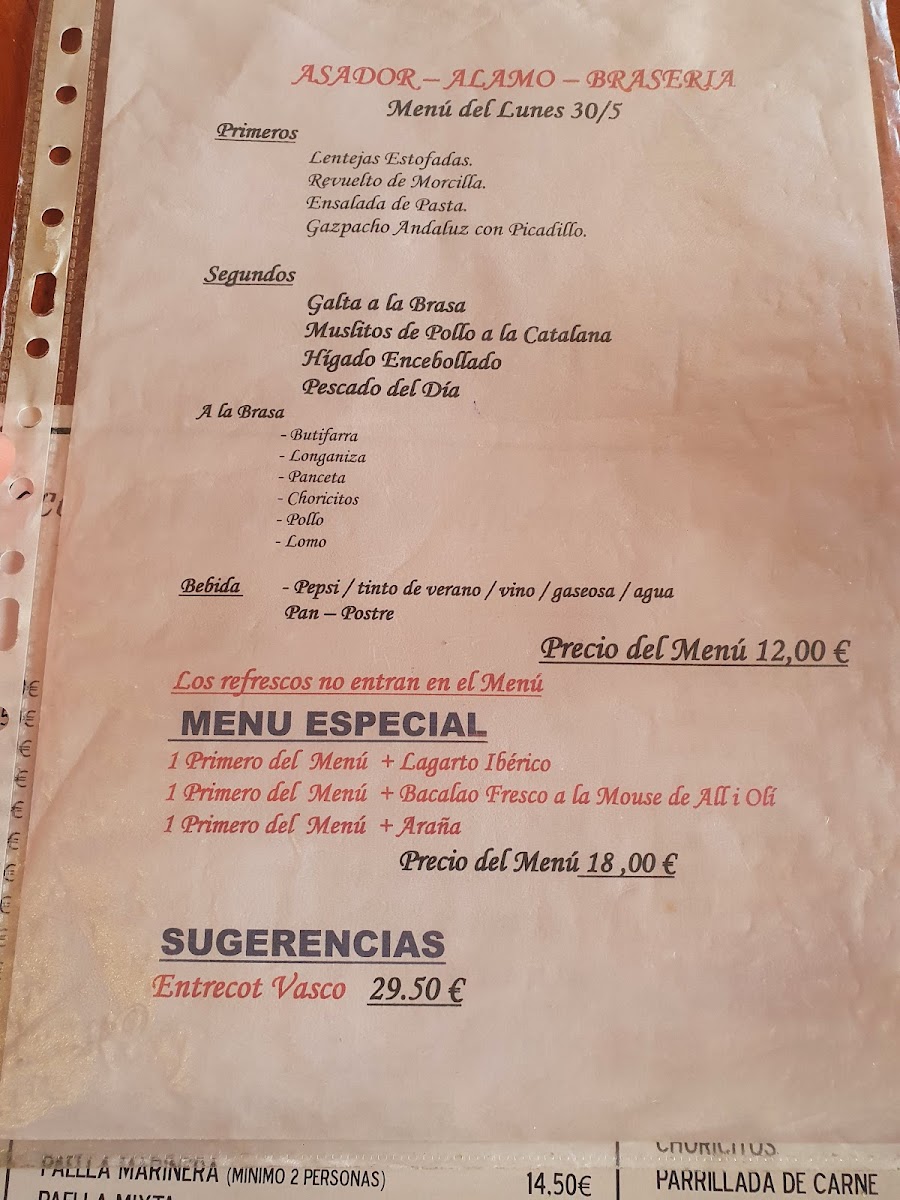 ASADOR – ALAMO – BRASERIA
Menú del Lunes 30/5
Primeros
Lentejas Estofadas.
Revuelto de Morcilla.
Ensalada de Pasta.
Gazpacho Andaluz con Picadillo.
Segundos
Galta a la Brasa
Muslitos de Pollo a la Catalana
Hígado Encebollado
Pescado del Día
A la Brasa
- Butifarra
- Longaniza
- Panceta
- Choricitos
- Pollo
- Lomo
Bebida - Pepsi / tinto de verano / vino / gaseosa / agua
Pan – Postre
Precio del Menú 12,00 €
Los refrescos no entran en el Menú
MENU ESPECIAL
1 Primero del Menú + Lagarto Ibérico
1 Primero del Menú + Bacalao Fresco a la Mouse de All i Olí
1 Primero del Menú + Araña
Precio del Menú 18 ,00 €
SUGERENCIAS
Entrecot Vasco 29.50 €
CHORICITOS
PAELLA MARINERA (MINIMO 2 PERSONAS) 14,50€ PARRILLADA DE CARNE
PAELLA MIXTA